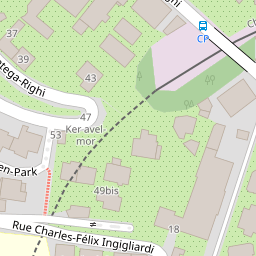 37
CP
39
43
tega-Righi
47
53
Ker avel
mor
en-Park
49bis
Rue Charles-Félix Ingigliardi
18